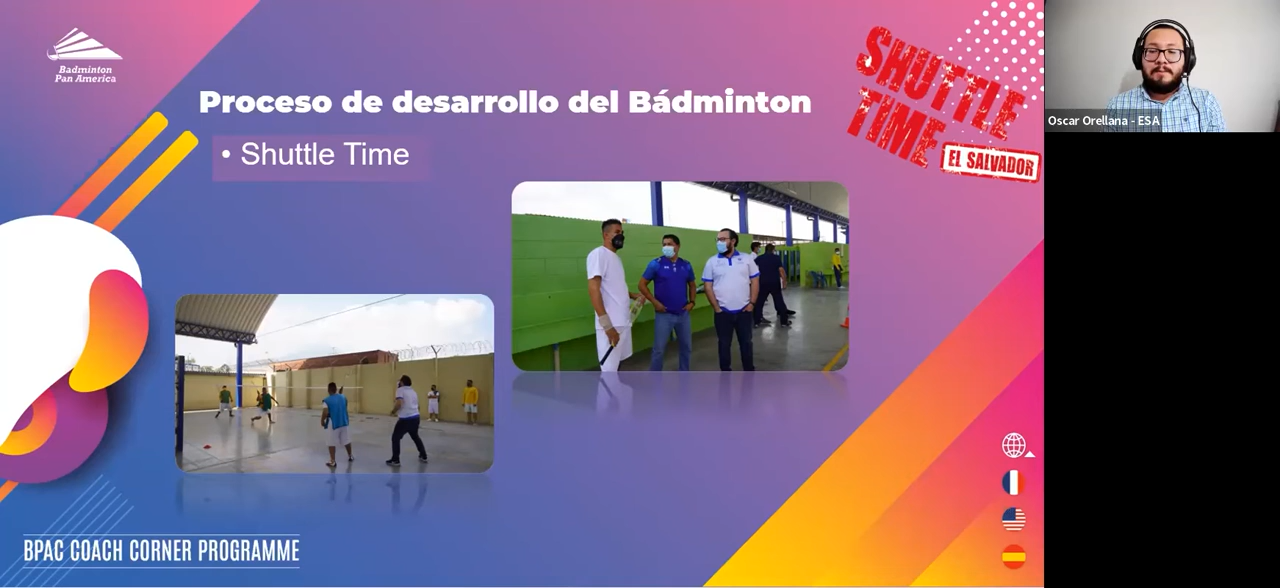 Badminton
Pan America
Proceso de desarrollo del Bádminton
• Shuttle Time
SHUTTLE
TIME
EL SALVADOR
Oscar Orellana - ESA
BPAC COACH CORNER PROGRAMME